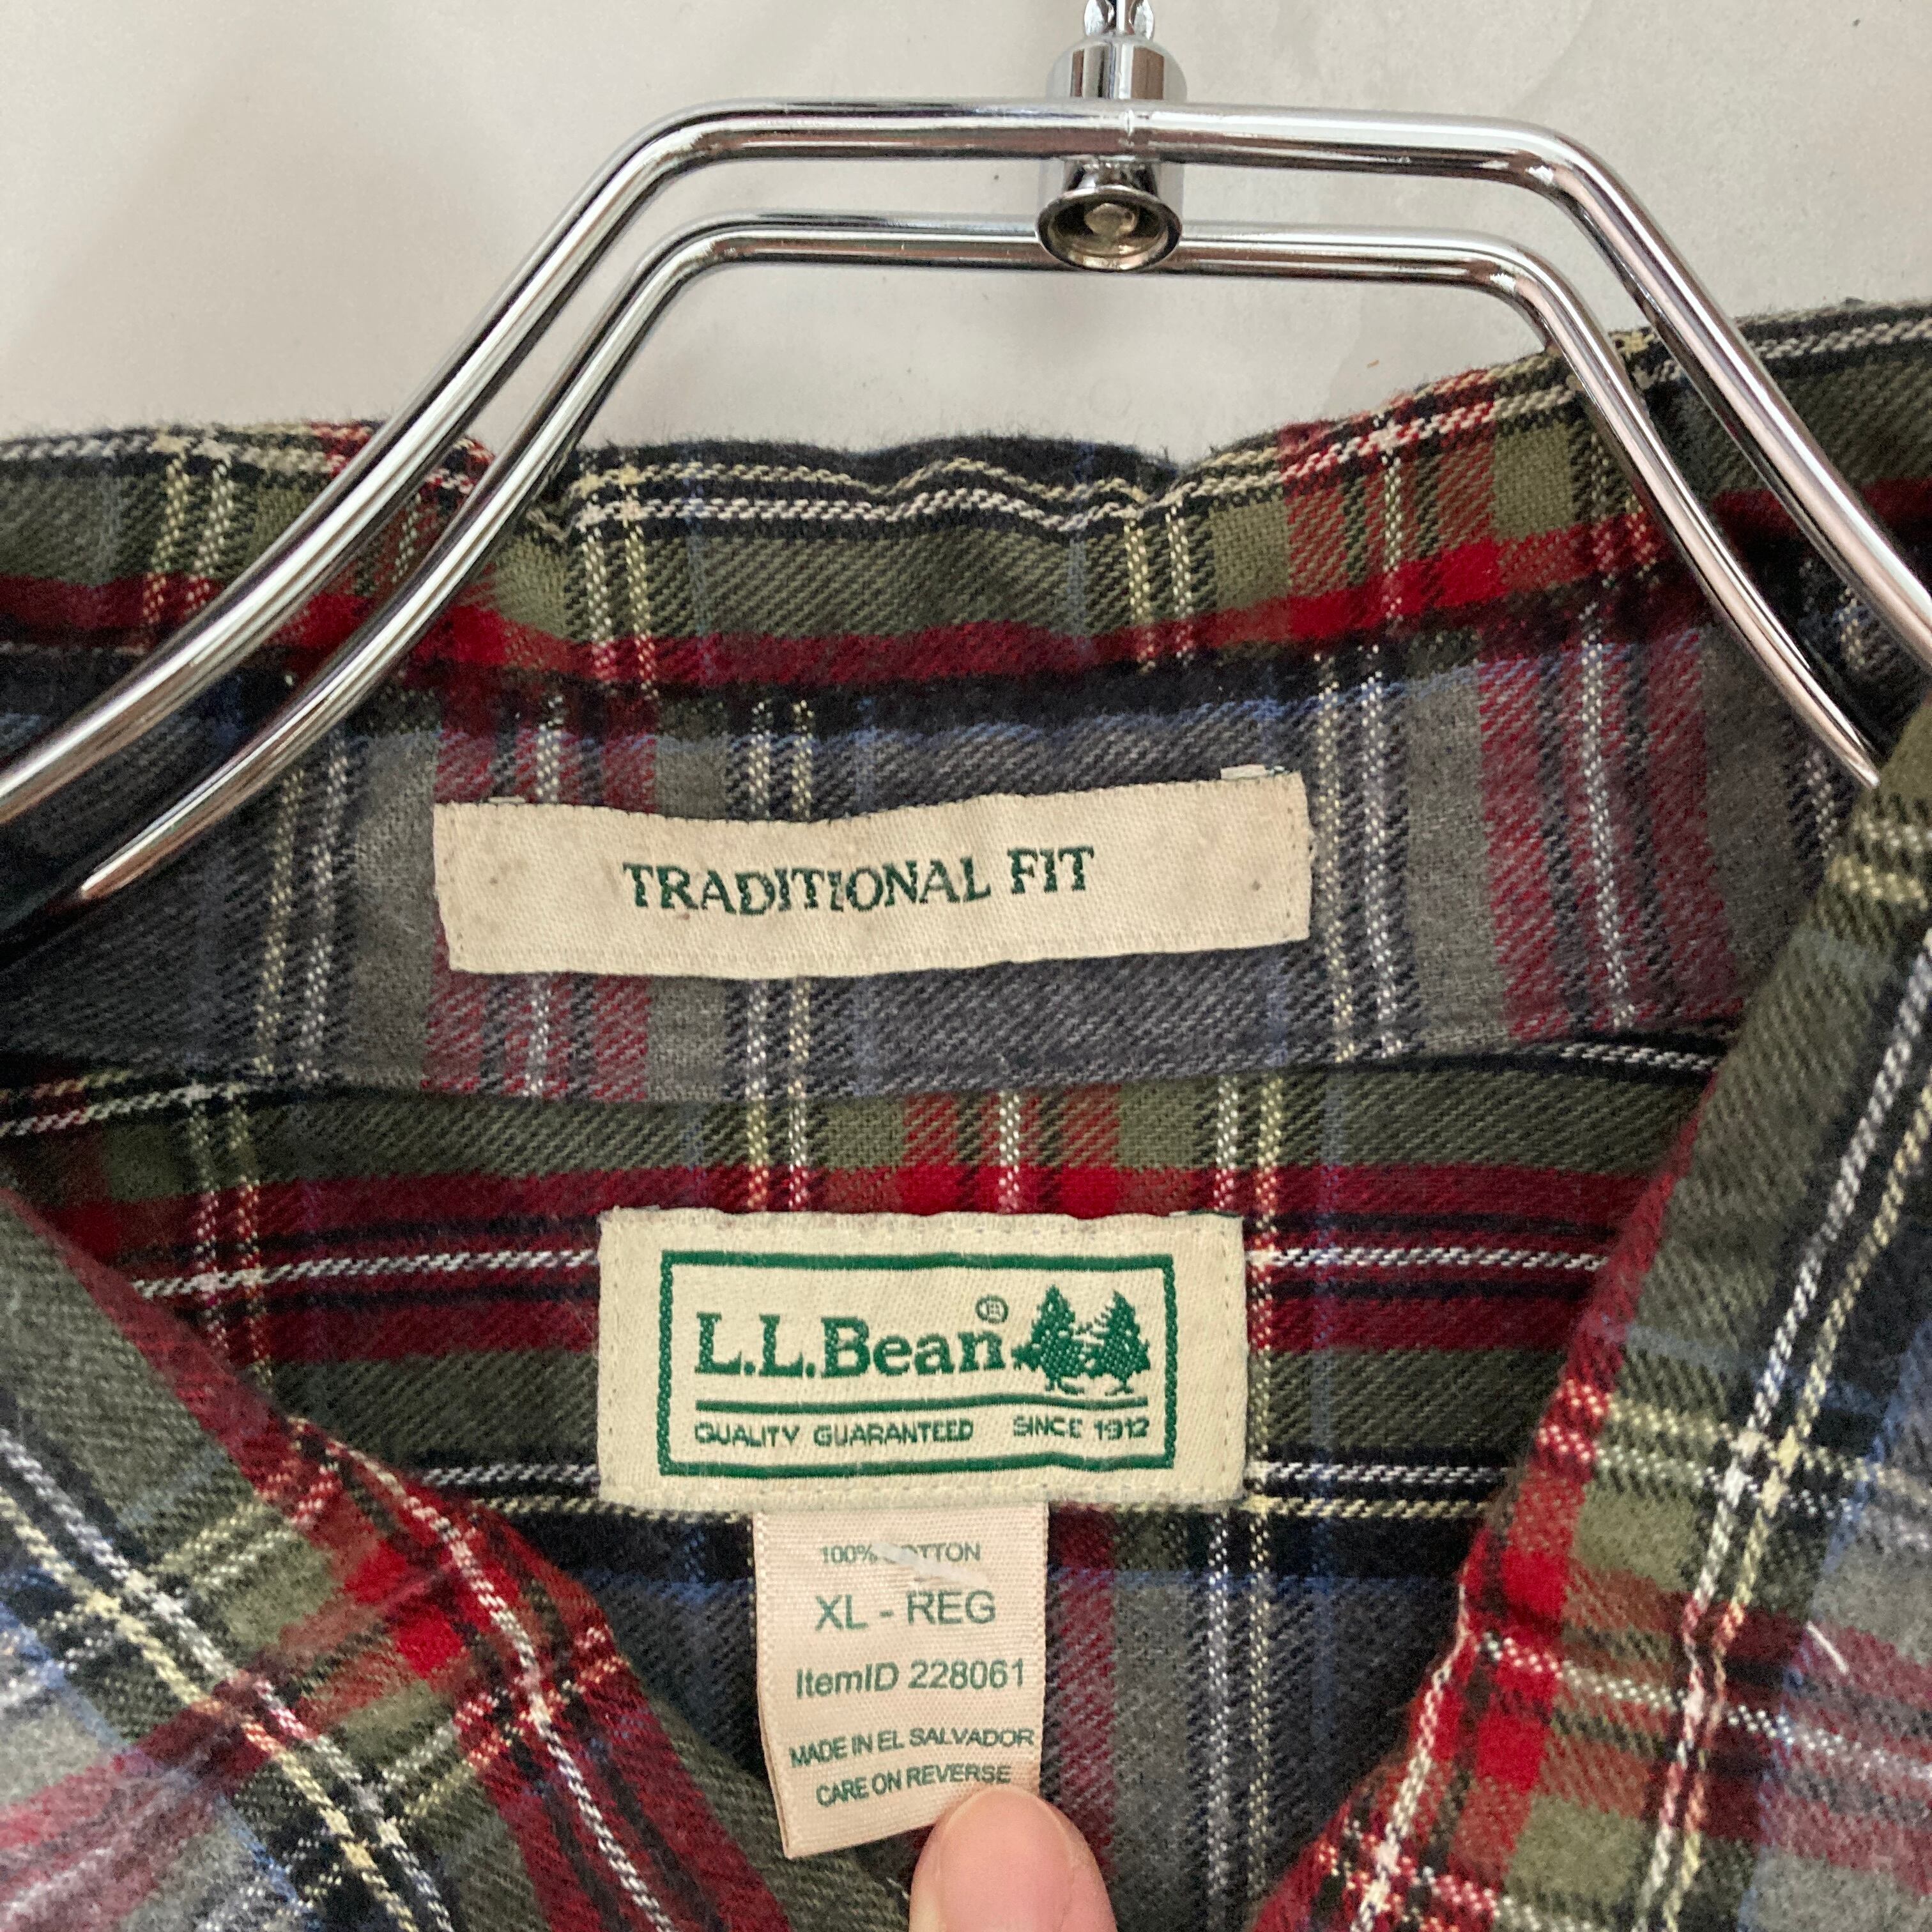 TRADITIONAL FIT
L.L.Bean®
QUALITY GUARANTEED SINCE 1912
100% COTTON
XL - REG
ItemID 228061
MADE IN EL SALVADOR
CARE ON REVERSE